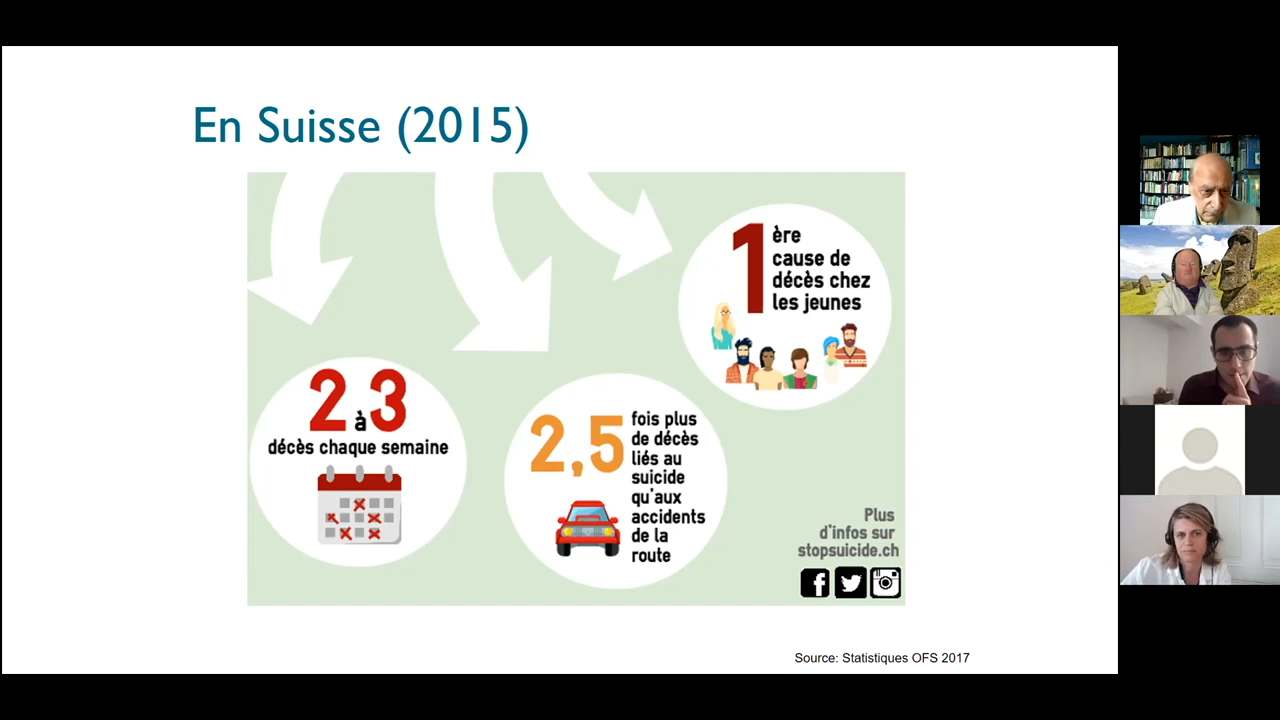 En Suisse (2015)
1 ère
cause de
décès chez
les jeunes
2 à 3
décès chaque semaine
2,5 fois plus
de décès
liés au
suicide
qu'aux
accidents
de la
route
Plus
d'infos sur
stopsuicide.ch
Source: Statistiques OFS 2017